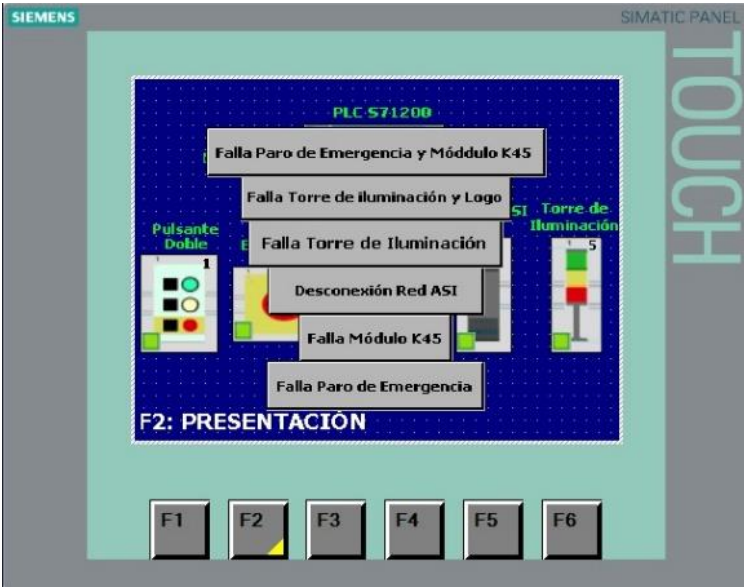 SIEMENS
SIMATIC PANEL
TOUCH
PLC S71200
Falla Paro de Emergencia y Móddulo K45
Falla Torre de iluminación y Logo
Falla Torre de Iluminación
Desconexión Red ASI
Falla Módulo K45
Falla Paro de Emergencia
Pulsante
Doble
1
E
SI
Torre de
Iluminación
5
F2: PRESENTACIÓN
F1
F2
F3
F4
F5
F6